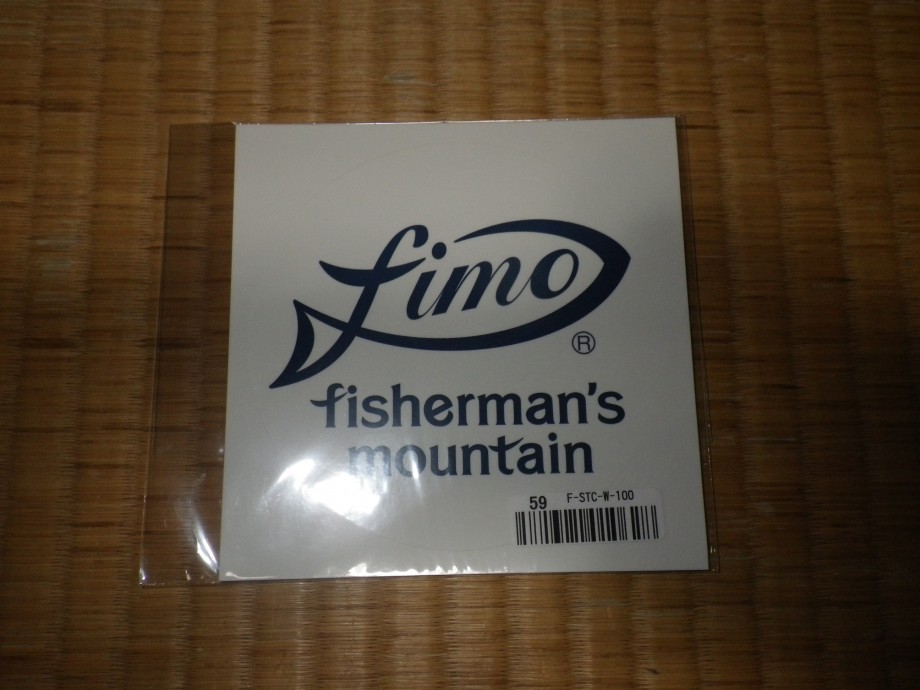 fimo
®
fisherman's
mountain
59 F-STC-W-100